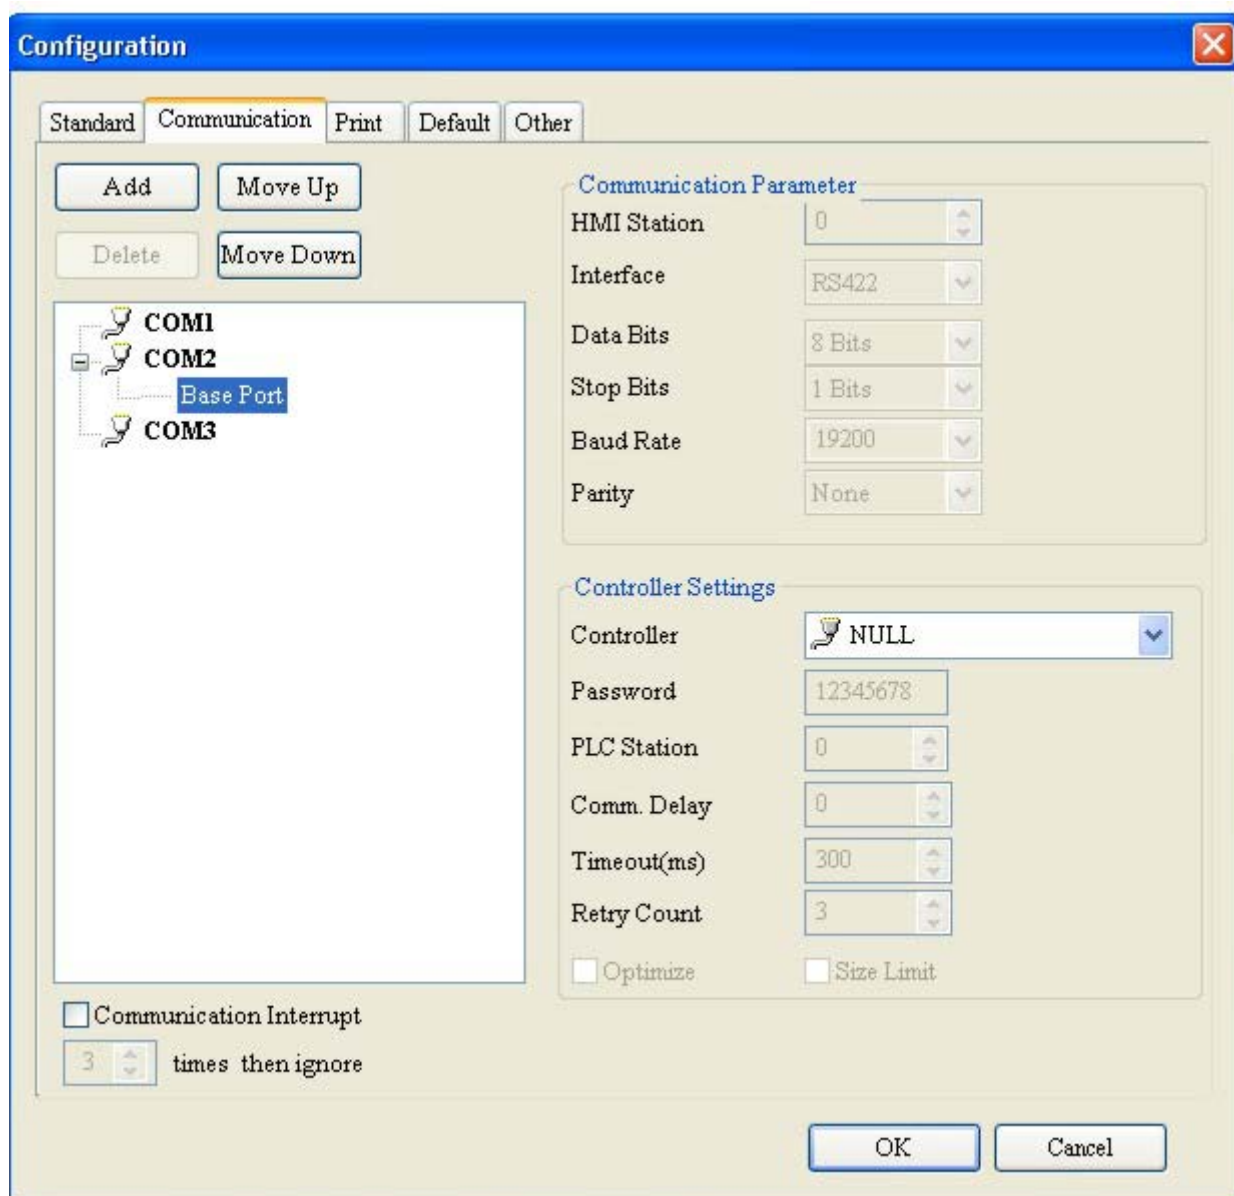 Configuration
Standard Communication Print Default Other
Add Move Up
Delete Move Down
COM1
COM2
Base Port
COM3
Communication Interrupt
3 times then ignore
Communication Parameter
HMI Station 0
Interface RS422
Data Bits 8 Bits
Stop Bits 1 Bits
Baud Rate 19200
Parity None
Controller Settings
Controller NULL
Password 12345678
PLC Station 0
Comm. Delay 0
Timeout(ms) 300
Retry Count 3
Optimize Size Limit
OK Cancel